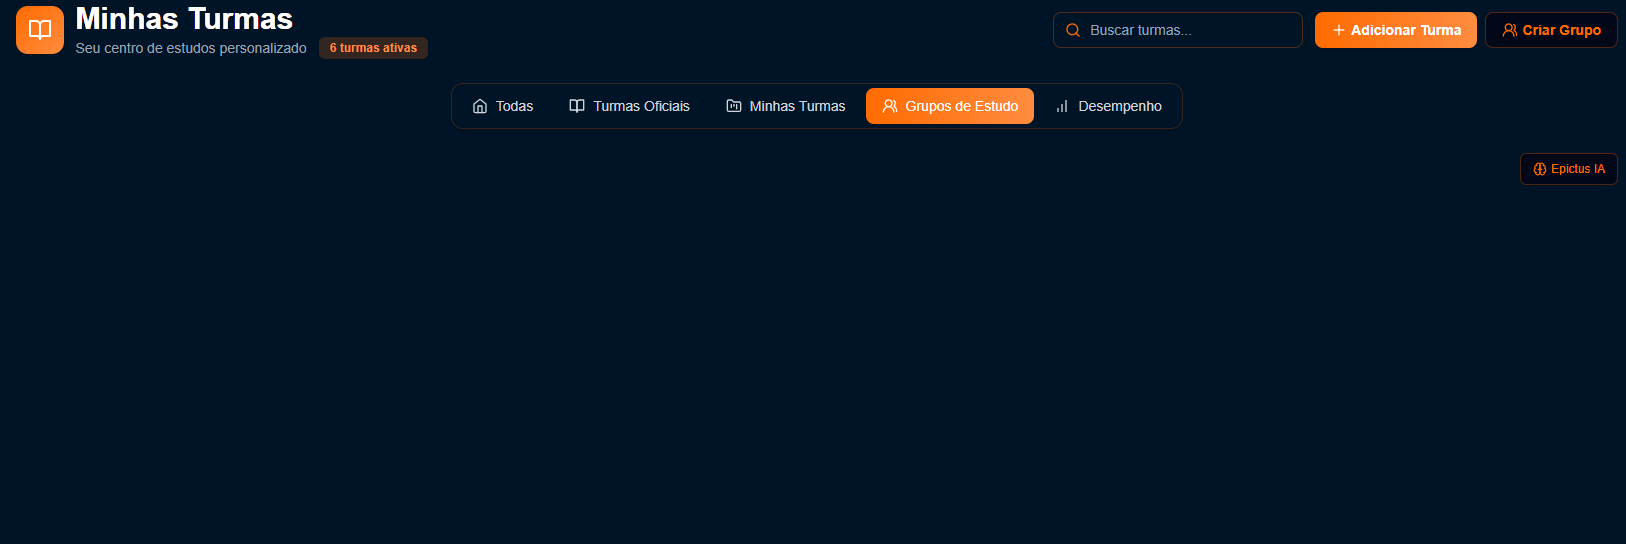 Minhas Turmas
Seu centro de estudos personalizado
6 turmas ativas
Buscar turmas...
Adicionar Turma
Criar Grupo
Todas
Turmas Oficiais
Minhas Turmas
Grupos de Estudo
Desempenho
Epictus IA